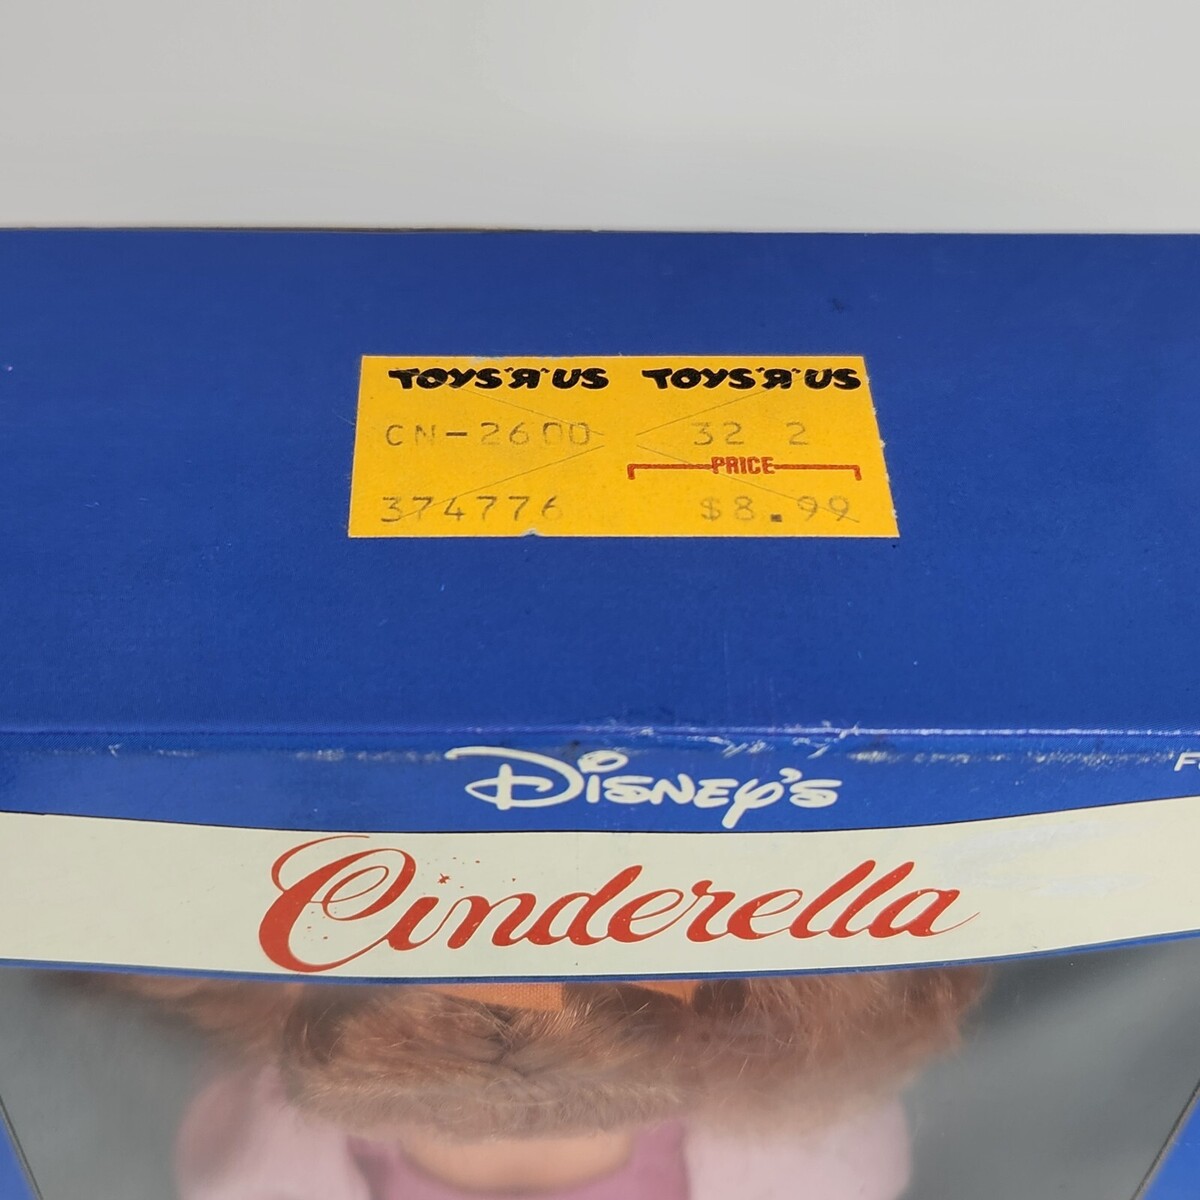 TOYS"Я"US TOYS"Я"US
CN-2600 32 2
PRICE
374776 $8.99
Disney's
Cinderella